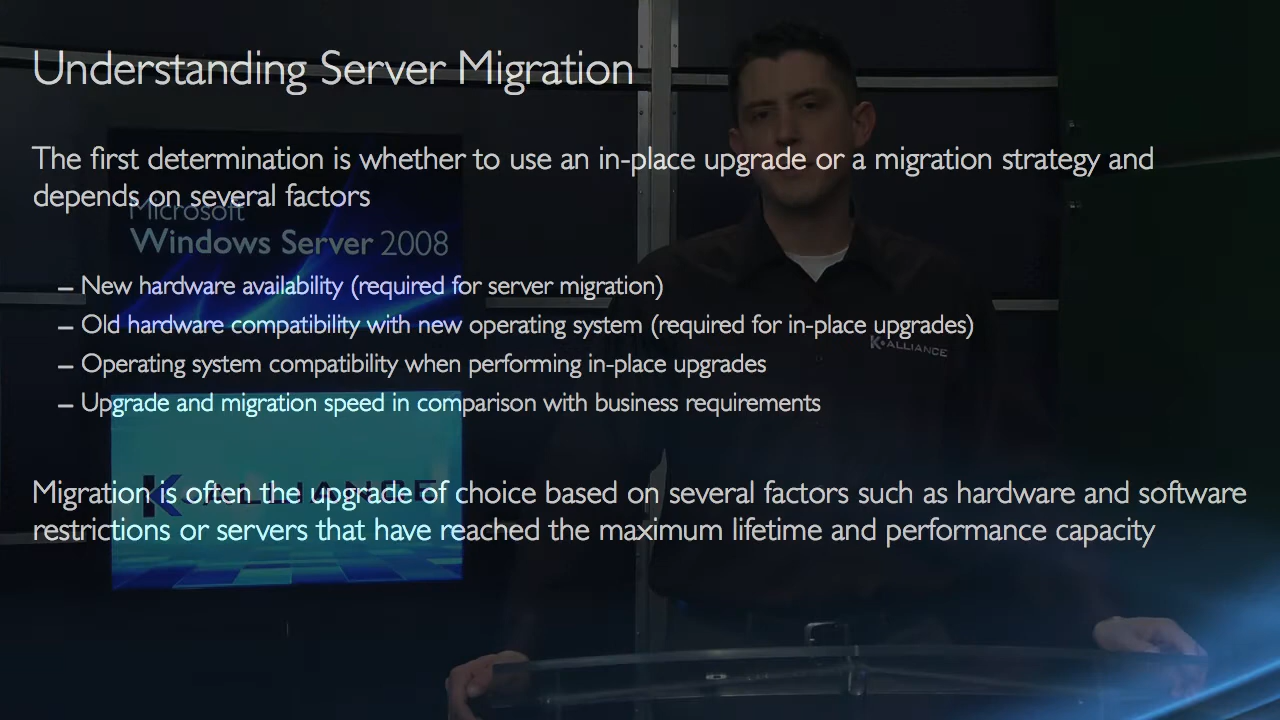 Understanding Server Migration
The first determination is whether to use an in-place upgrade or a migration strategy and
depends on several factors
Microsoft
Windows Server 2008
– New hardware availability (required for server migration)
– Old hardware compatibility with new operating system (required for in-place upgrades)
K•ALLIANCE
– Operating system compatibility when performing in-place upgrades
– Upgrade and migration speed in comparison with business requirements
Migration is often the upgrade of choice based on several factors such as hardware and software
K ALLIANCE
restrictions or servers that have reached the maximum lifetime and performance capacity